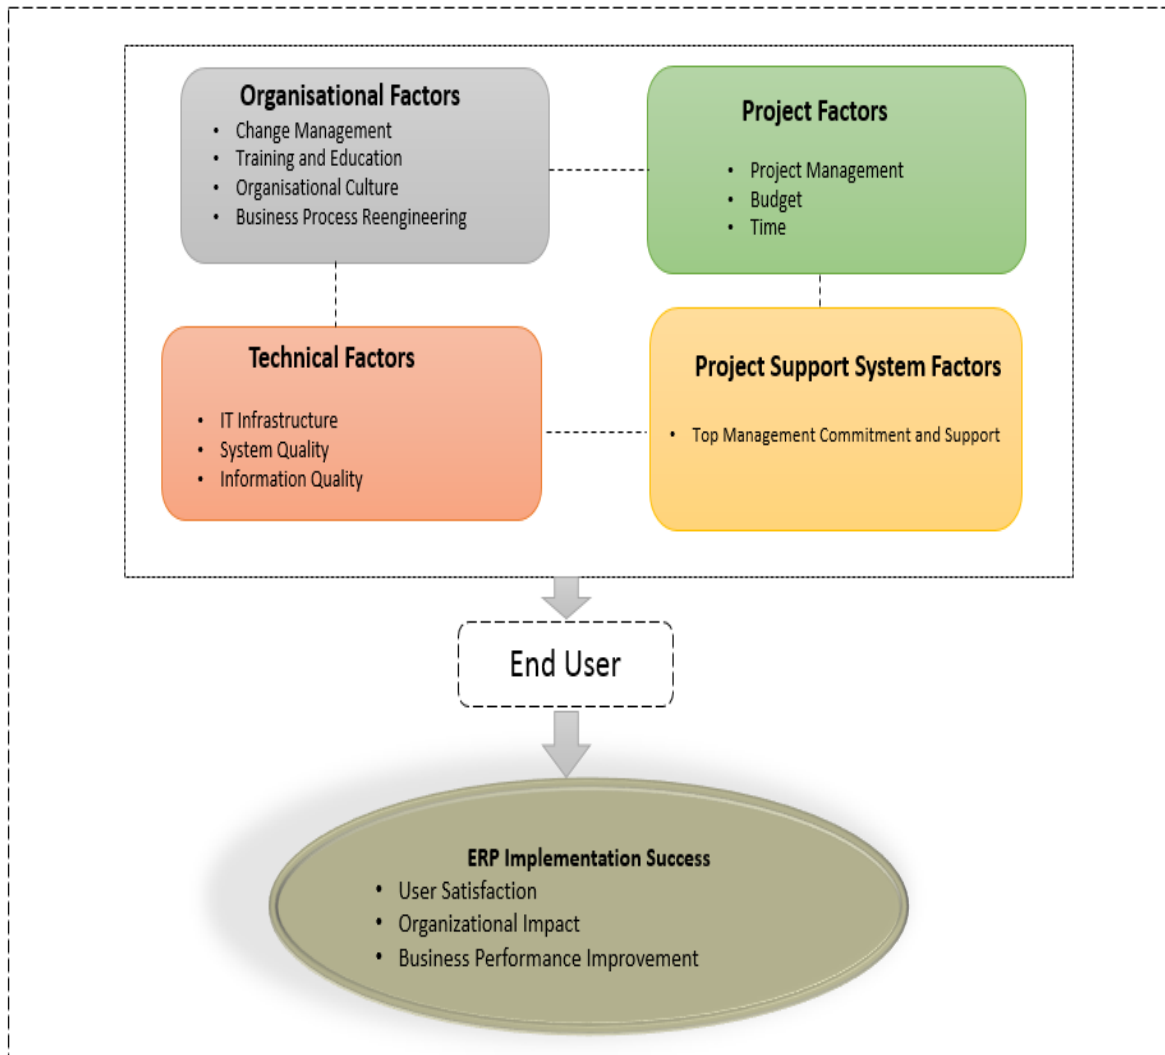 Organisational Factors
• Change Management
• Training and Education
• Organisational Culture
• Business Process Reengineering
Project Factors
• Project Management
• Budget
• Time
Technical Factors
• IT Infrastructure
• System Quality
• Information Quality
Project Support System Factors
• Top Management Commitment and Support
End User
ERP Implementation Success
• User Satisfaction
• Organizational Impact
• Business Performance Improvement